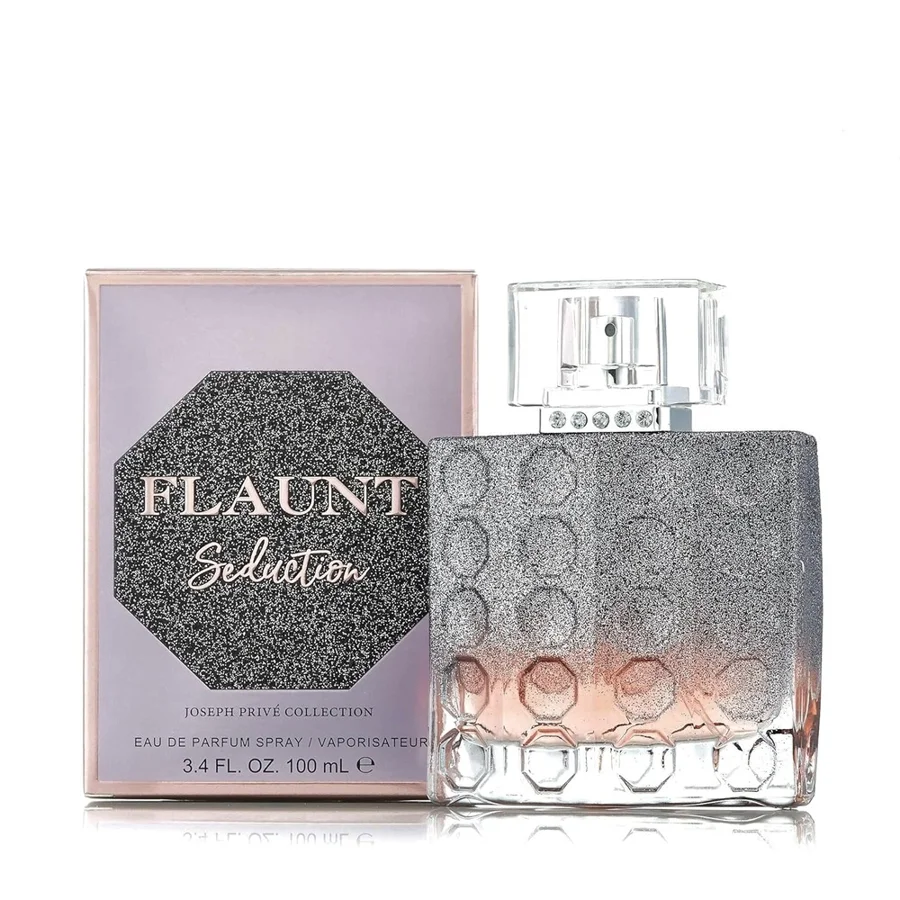 FLAUNT
Seduction
JOSEPH PRIVÉ COLLECTION
EAU DE PARFUM SPRAY / VAPORISATEUR
3.4 FL. OZ. 100 mL ℮